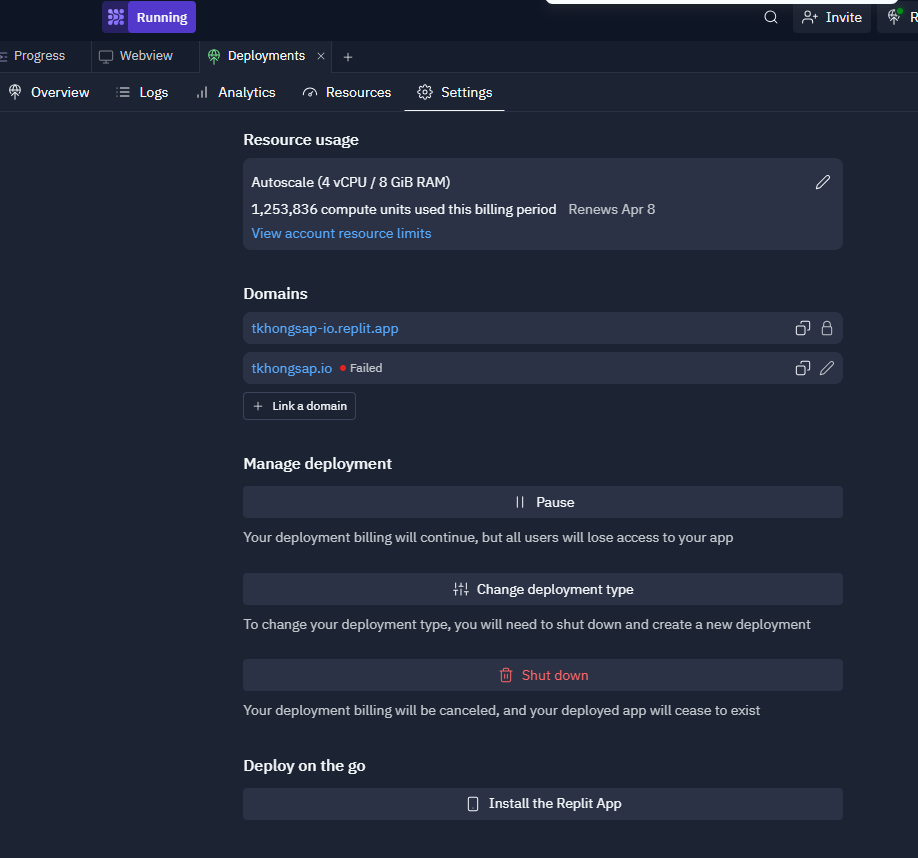 Running
Invite
R
Progress
Webview
Deployments
Overview
Logs
Analytics
Resources
Settings
Resource usage
Autoscale (4 vCPU / 8 GiB RAM)
1,253,836 compute units used this billing period Renews Apr 8
View account resource limits
Domains
tkhongsap-io.replit.app
tkhongsap.io Failed
Link a domain
Manage deployment
Pause
Your deployment billing will continue, but all users will lose access to your app
Change deployment type
To change your deployment type, you will need to shut down and create a new deployment
Shut down
Your deployment billing will be canceled, and your deployed app will cease to exist
Deploy on the go
Install the Replit App